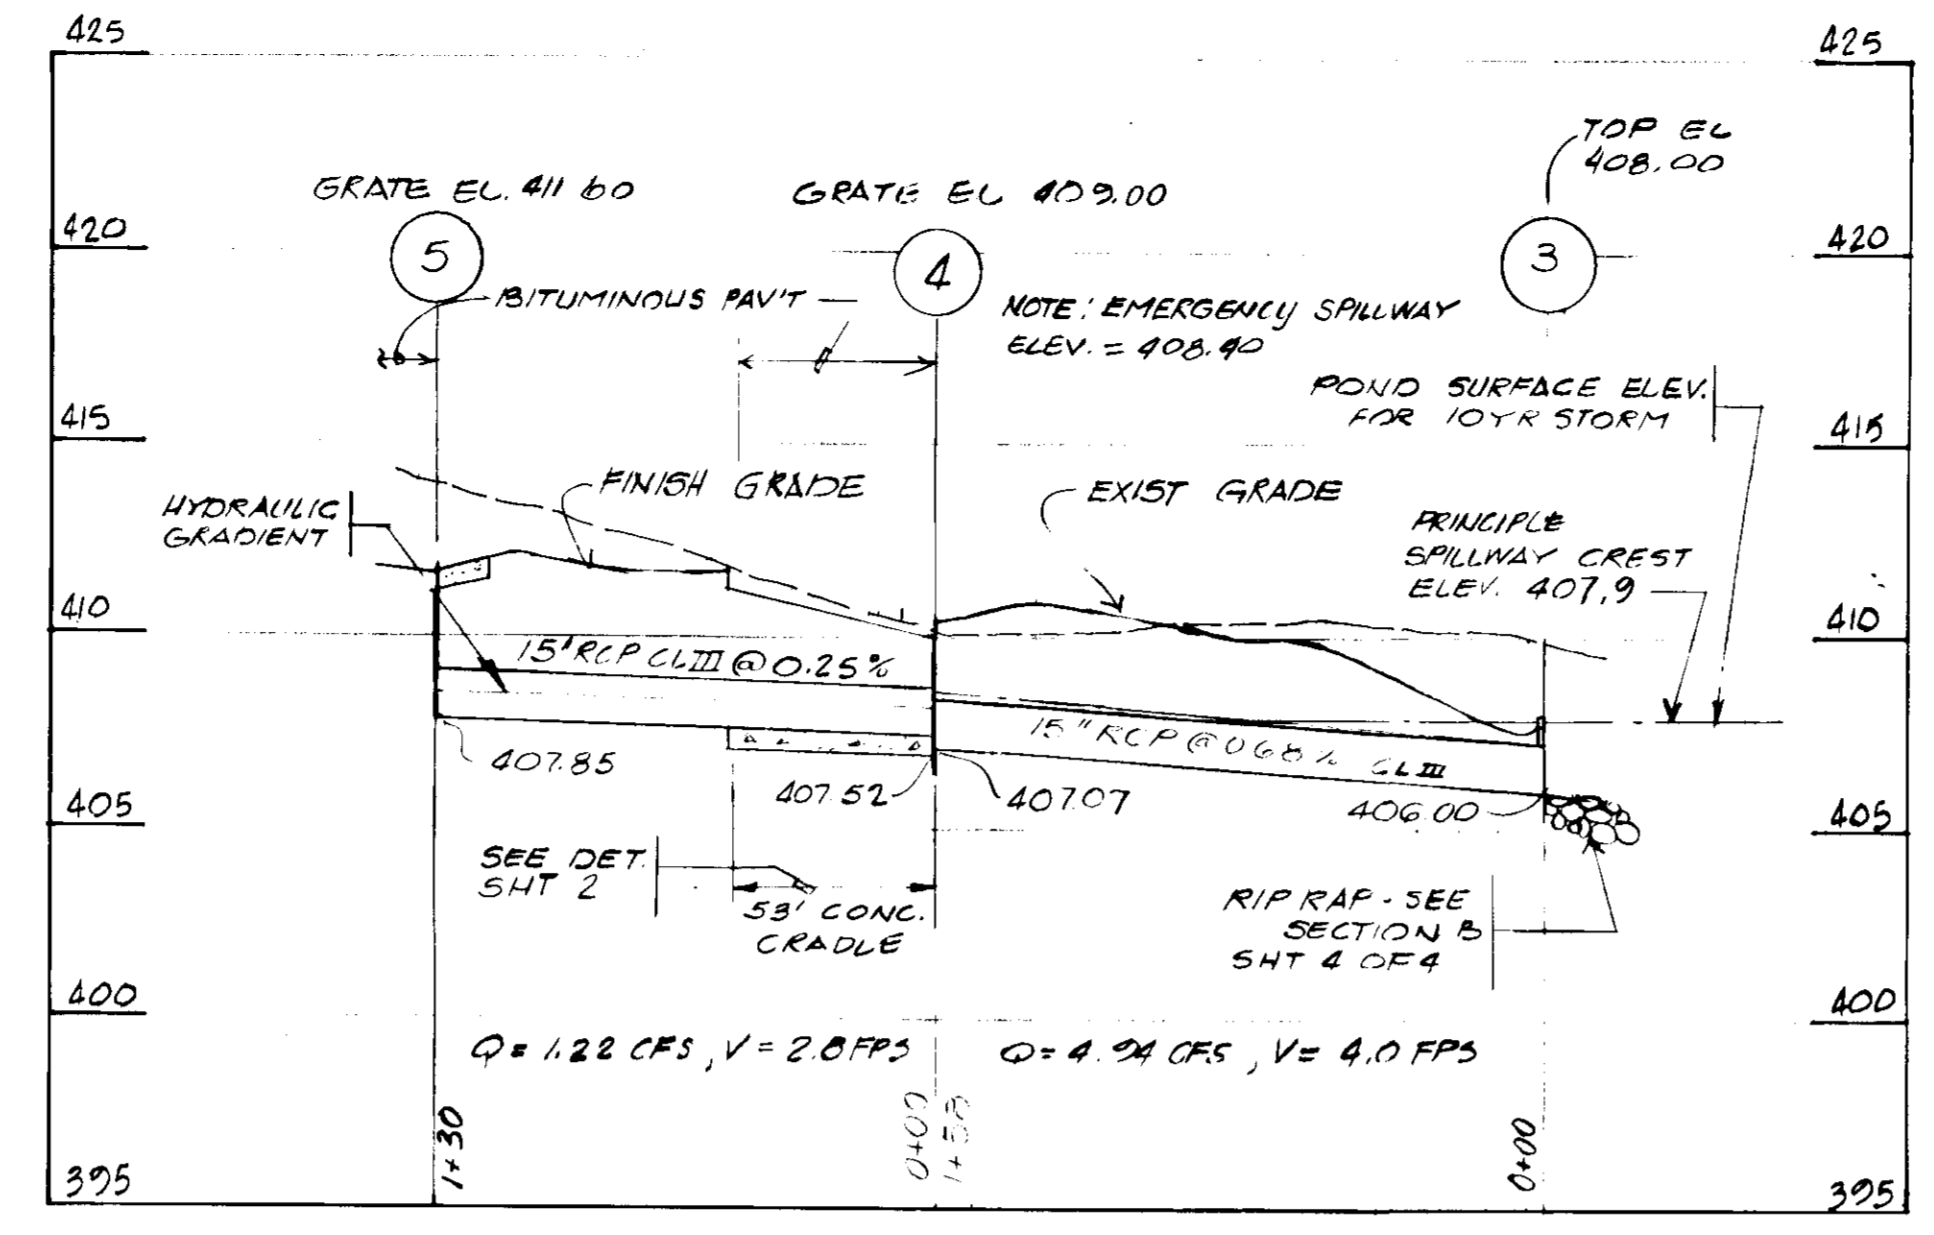 425
425
TOP EL
408.00
GRATE EL. 411 60
GRATE EL 409.00
420
5
4
3
420
BITUMINOUS PAV'T
NOTE: EMERGENCY SPILLWAY
ELEV. = 408.40
POND SURFACE ELEV.
FOR 10YR STORM
415
415
FINISH GRADE
EXIST GRADE
HYDRAULIC
GRADIENT
PRINCIPLE
SPILLWAY CREST
ELEV. 407.9
410
410
15" RCP CL III @ 0.25%
15" RCP @ 0.68% CL III
407.85
407.52
407.07
406.00
405
405
SEE DET.
SHT 2
53' CONC.
CRADLE
RIP RAP - SEE
SECTION B
SHT 4 OF 4
400
400
Q = 1.22 CFS, V = 2.8 FPS
Q = 4.94 CFS, V = 4.0 FPS
1+30
0+00
1+58
0+00
395
395